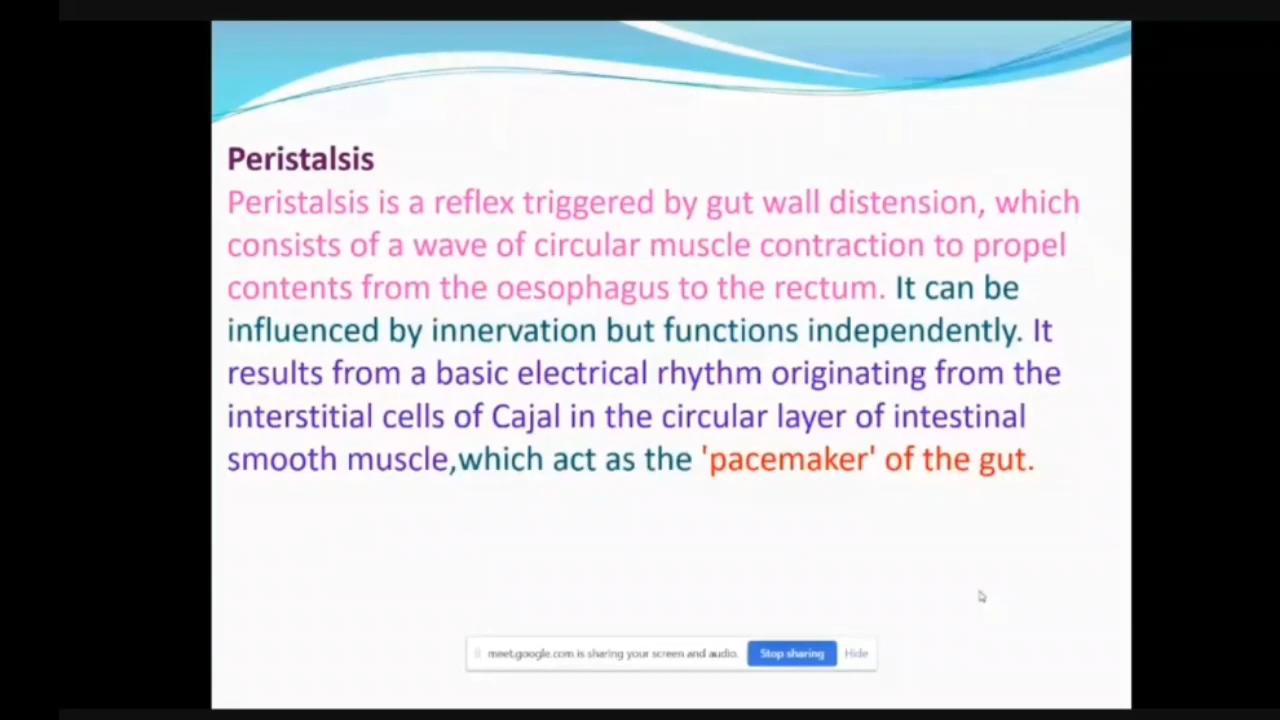 Peristalsis
Peristalsis is a reflex triggered by gut wall distension, which
consists of a wave of circular muscle contraction to propel
contents from the oesophagus to the rectum. It can be
influenced by innervation but functions independently. It
results from a basic electrical rhythm originating from the
interstitial cells of Cajal in the circular layer of intestinal
smooth muscle,which act as the 'pacemaker' of the gut.
meet.google.com is sharing your screen and audio. Stop sharing Hide